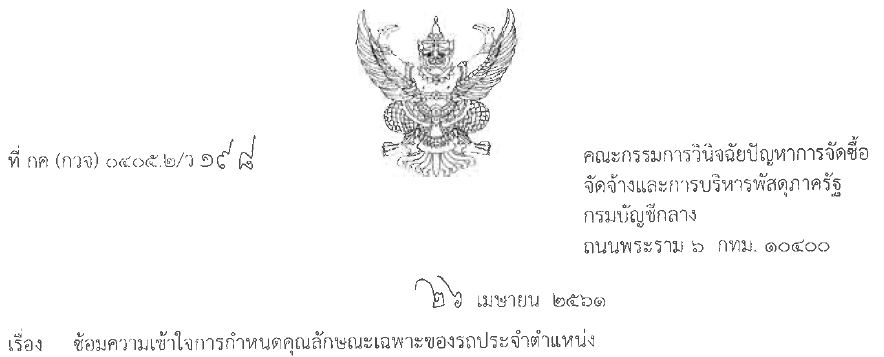 ที่ กค (กวจ) ๐๔๐๕.๒/ว ๑๙๘
คณะกรรมการวินิจฉัยปัญหาการจัดซื้อ
จัดจ้างและการบริหารพัสดุภาครัฐ
กรมบัญชีกลาง
ถนนพระราม ๖ กทม. ๑๐๔๐๐
๒๖ เมษายน ๒๕๖๑
เรื่อง ซ้อมความเข้าใจการกำหนดคุณลักษณะเฉพาะของรถประจำตำแหน่ง